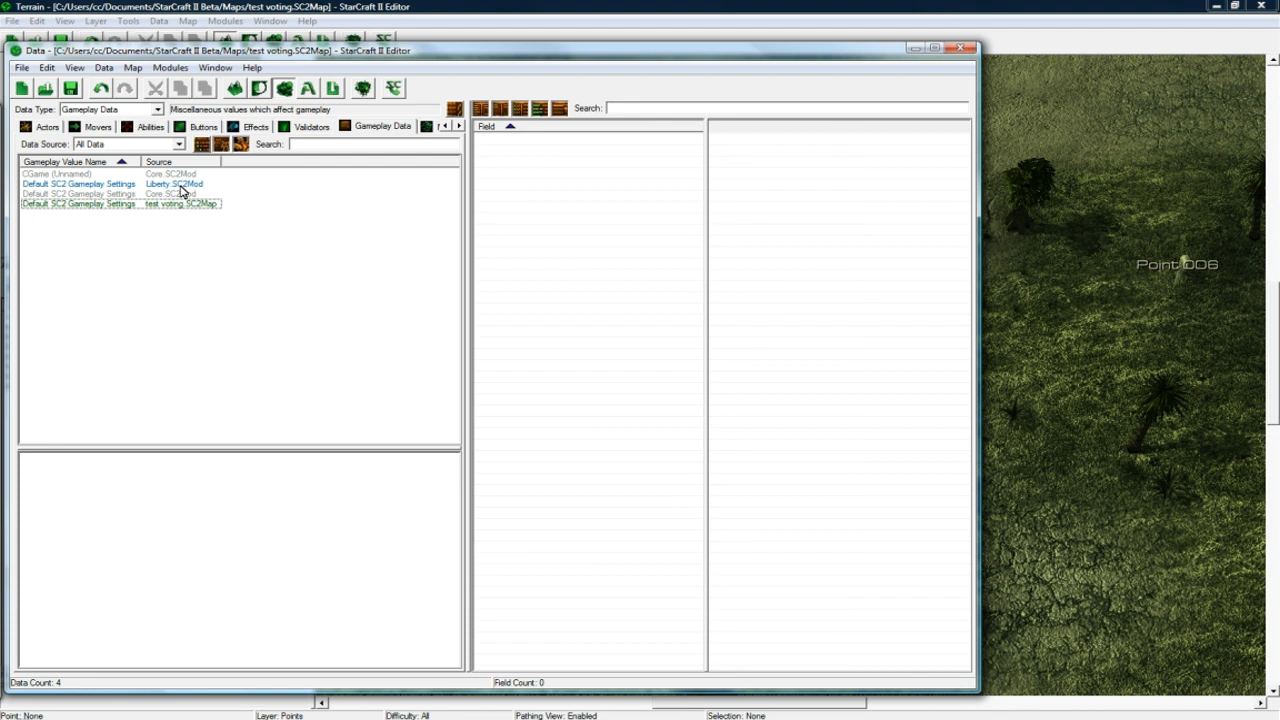 Terrain - [C:/Users/cc/Documents/StarCraft II Beta/Maps/test voting.SC2Map] - StarCraft II Editor
File Edit View Layer Tools Data Map Modules Window Help
Data - [C:/Users/cc/Documents/StarCraft II Beta/Maps/test voting.SC2Map] - StarCraft II Editor
File Edit View Data Map Modules Window Help
Data Type: Gameplay Data Miscellaneous values which affect gameplay
Search:
Actors Movers Abilities Buttons Effects Validators Gameplay Data
Field
Data Source: All Data Search:
Gameplay Value Name Source
CGame (Unnamed) Core.SC2Mod
Default SC2 Gameplay Settings Liberty.SC2Mod
Default SC2 Gameplay Settings Core.SC2Mod
Default SC2 Gameplay Settings test voting.SC2Map
Point 006
Data Count: 4 Field Count: 0
Point: None Layer: Points Difficulty: All Pathing View: Enabled Selection: None